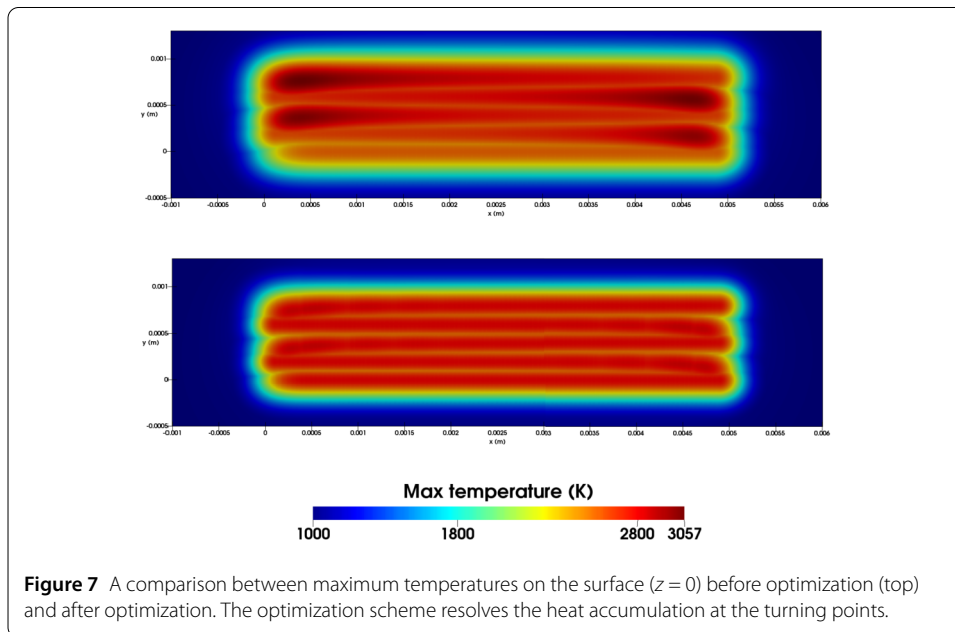 0.001
0.0005
y (m)
0
-0.0005
-0.001 -0.0005 0 0.0005 0.001 0.0015 0.002 0.0025 0.003 0.0035 0.004 0.0045 0.005 0.0055 0.006
x (m)
0.001
0.0005
y (m)
0
-0.0005
-0.001 -0.0005 0 0.0005 0.001 0.0015 0.002 0.0025 0.003 0.0035 0.004 0.0045 0.005 0.0055 0.006
x (m)
Max temperature (K)
1000 1800 2800 3057
Figure 7 A comparison between maximum temperatures on the surface (z = 0) before optimization (top)
and after optimization. The optimization scheme resolves the heat accumulation at the turning points.